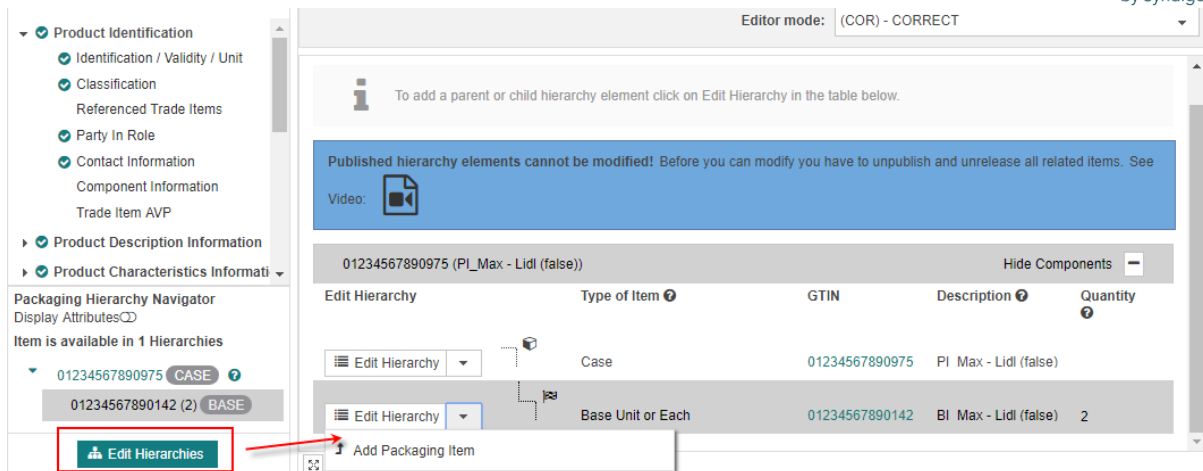 by Syndigo
Editor mode: (COR) - CORRECT
Product Identification
Identification / Validity / Unit
Classification
Referenced Trade Items
Party In Role
Contact Information
Component Information
Trade Item AVP
Product Description Information
Product Characteristics Informati
Packaging Hierarchy Navigator
Display Attributes
Item is available in 1 Hierarchies
01234567890975 CASE
01234567890142 (2) BASE
Edit Hierarchies
To add a parent or child hierarchy element click on Edit Hierarchy in the table below.
Published hierarchy elements cannot be modified! Before you can modify you have to unpublish and unrelease all related items. See
Video:
01234567890975 (PI_Max - Lidl (false)) Hide Components
Edit Hierarchy Type of Item GTIN Description Quantity
Edit Hierarchy Case 01234567890975 PI Max - Lidl (false)
Edit Hierarchy Base Unit or Each 01234567890142 BI Max - Lidl (false) 2
Add Packaging Item